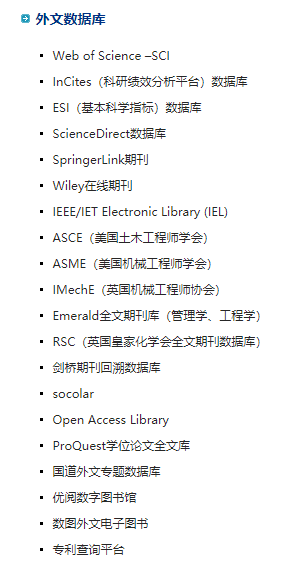 外文数据库
Web of Science –SCI
InCites（科研绩效分析平台）数据库
ESI（基本科学指标）数据库
ScienceDirect数据库
SpringerLink期刊
Wiley在线期刊
IEEE/IET Electronic Library (IEL)
ASCE（美国土木工程师学会）
ASME（美国机械工程师学会）
IMechE（英国机械工程师协会）
Emerald全文期刊库（管理学、工程学）
RSC（英国皇家化学会全文期刊数据库）
剑桥期刊回溯数据库
socolar
Open Access Library
ProQuest学位论文全文库
国道外文专题数据库
优阅数字图书馆
数图外文电子图书
专利查询平台